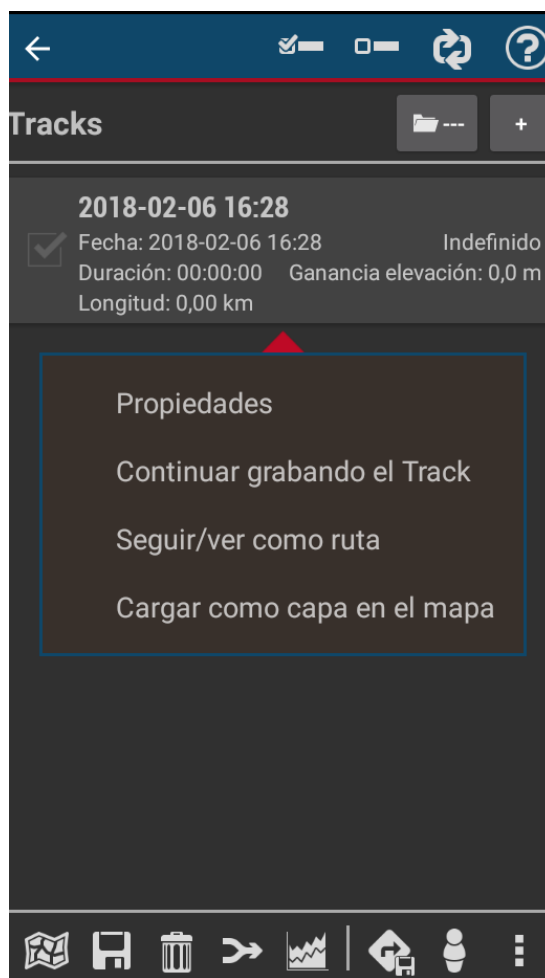 ?
Tracks
---
+
2018-02-06 16:28
Fecha: 2018-02-06 16:28 Indefinido
Duración: 00:00:00 Ganancia elevación: 0,0 m
Longitud: 0,00 km
Propiedades
Continuar grabando el Track
Seguir/ver como ruta
Cargar como capa en el mapa